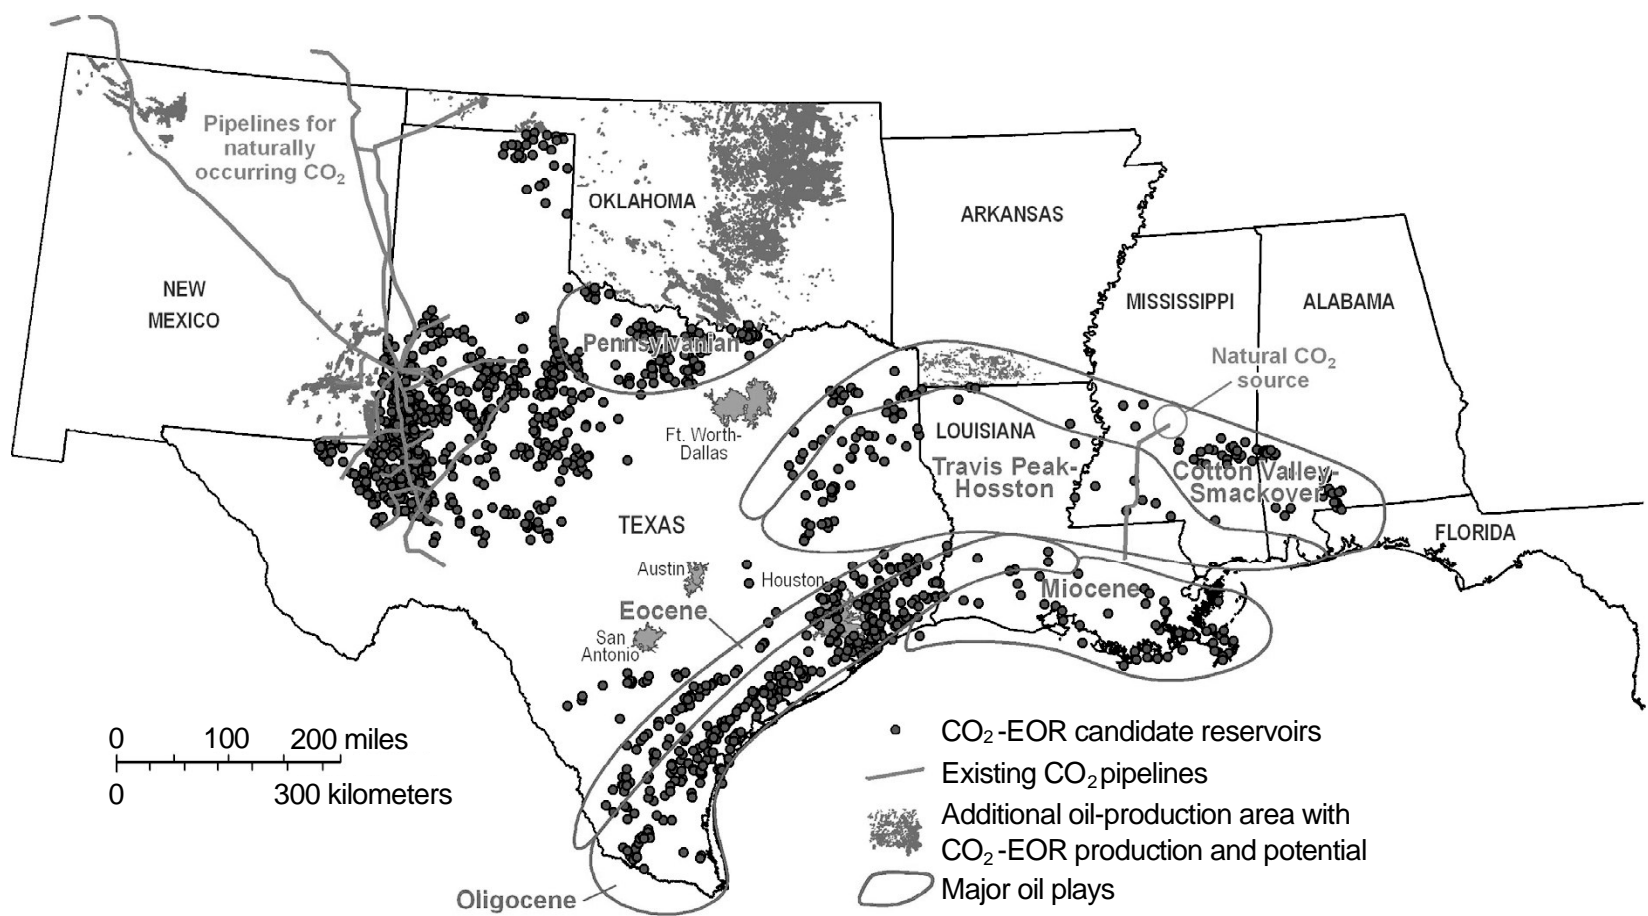 Pipelines for
naturally
occurring CO₂
OKLAHOMA
ARKANSAS
NEW
MEXICO
MISSISSIPPI
ALABAMA
Pennsylvanian
Natural CO₂
source
Ft. Worth-
Dallas
LOUISIANA
Travis Peak-
Hosston
Cotton Valley-
Smackover
TEXAS
FLORIDA
Austin
Houston
Eocene
Miocene
San
Antonio
0 100 200 miles
0 300 kilometers
CO₂-EOR candidate reservoirs
Existing CO₂ pipelines
Additional oil-production area with
CO₂-EOR production and potential
Major oil plays
Oligocene